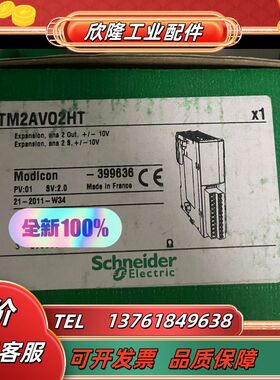 欣隆工业配件
TM2AVO2HT
x1
Expansion, ana 2 Out. +/- 10V
Expansion, ana 2 S. +/- 10V
Modicon
-399636
PV:01 SV:2.0
Made in France
21-2011-W34
全新100%
Schneider
Electric
价
TEL 13761849638
客服
可开发票 品质保障